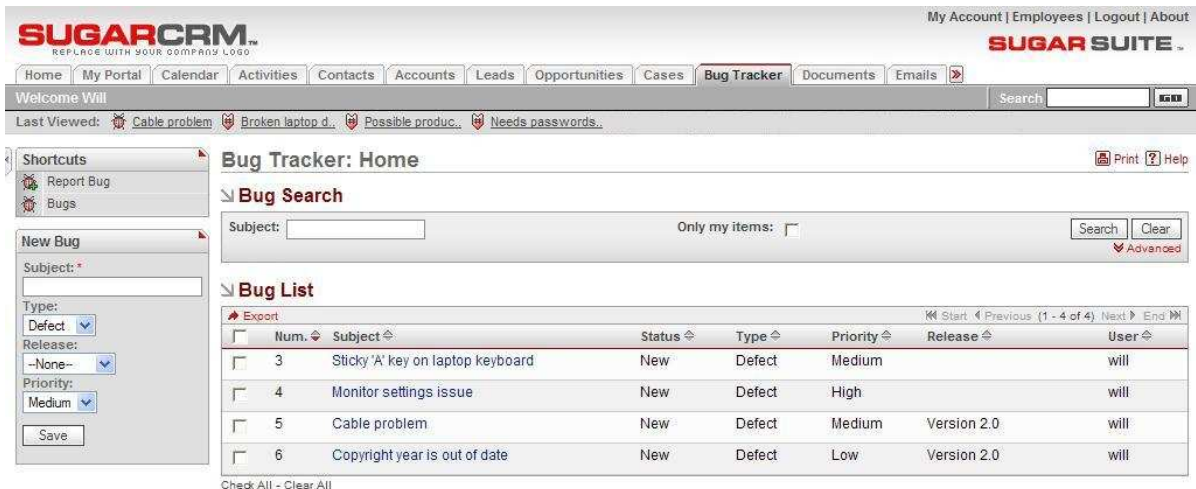 My Account | Employees | Logout | About
SUGARCRM™
REPLACE WITH YOUR COMPANY LOGO
SUGAR SUITE™
Home My Portal Calendar Activities Contacts Accounts Leads Opportunities Cases Bug Tracker Documents Emails
Welcome Will Search GO
Last Viewed: Cable problem Broken laptop d.. Possible produc.. Needs passwords..
Shortcuts
Report Bug
Bugs
New Bug
Subject: *
Type:
Defect
Release:
--None--
Priority:
Medium
Save
Bug Tracker: Home Print ? Help
Bug Search
Subject: Only my items: Search Clear
Advanced
Bug List
Export Start Previous (1 - 4 of 4) Next End
Num. Subject Status Type Priority Release User
3 Sticky 'A' key on laptop keyboard New Defect Medium will
4 Monitor settings issue New Defect High will
5 Cable problem New Defect Medium Version 2.0 will
6 Copyright year is out of date New Defect Low Version 2.0 will
Check All - Clear All